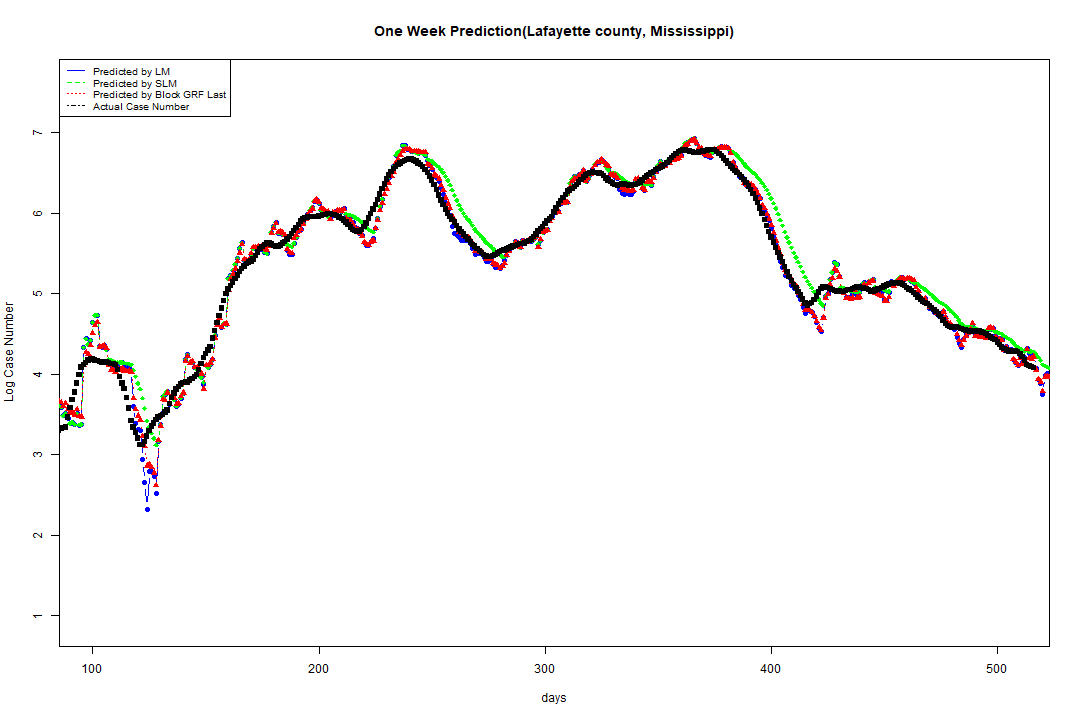 One Week Prediction(Lafayette county, Mississippi)
Predicted by LM
Predicted by SLM
Predicted by Block GRF Last
Actual Case Number
Log Case Number
7
6
5
4
3
2
1
100 200 300 400 500
days